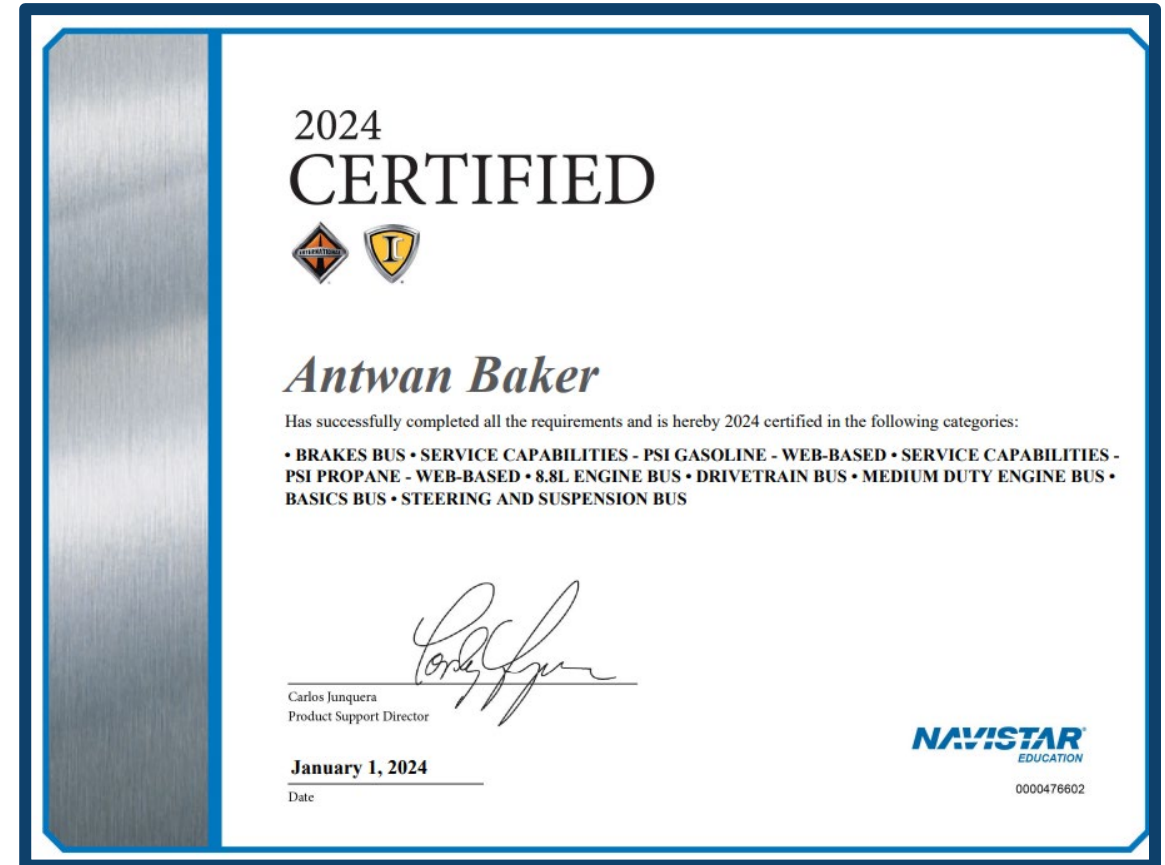 2024
CERTIFIED
INTERNATIONAL
IC
Antwan Baker
Has successfully completed all the requirements and is hereby 2024 certified in the following categories:
• BRAKES BUS • SERVICE CAPABILITIES - PSI GASOLINE - WEB-BASED • SERVICE CAPABILITIES -
PSI PROPANE - WEB-BASED • 8.8L ENGINE BUS • DRIVETRAIN BUS • MEDIUM DUTY ENGINE BUS •
BASICS BUS • STEERING AND SUSPENSION BUS
Carlos Junquera
Product Support Director
January 1, 2024
Date
NAVISTAR®
EDUCATION
0000476602